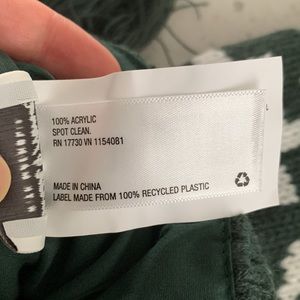 100% ACRYLIC
SPOT CLEAN.
RN 17730 VN 1154081
MADE IN CHINA
LABEL MADE FROM 100% RECYCLED PLASTIC